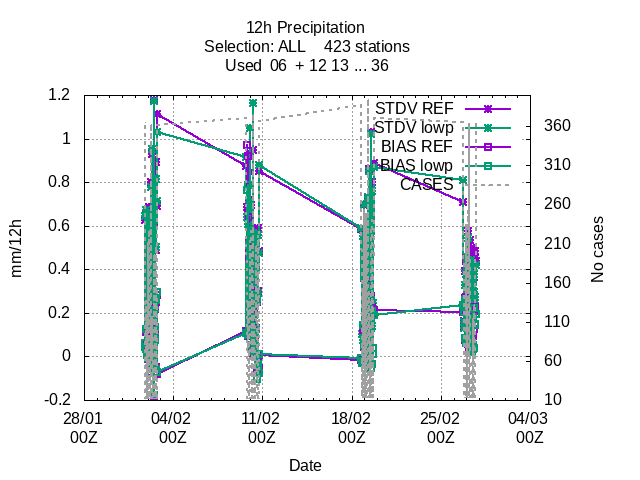 12h Precipitation
Selection: ALL    423 stations
Used  06  + 12 13 ... 36
STDV REF
STDV lowp
BIAS REF
BIAS lowp
CASES
1.2
1
0.8
0.6
0.4
0.2
0
-0.2
mm/12h
360
310
260
210
160
110
60
10
No cases
28/01 04/02 11/02 18/02 25/02 04/03
00Z 00Z 00Z 00Z 00Z 00Z
Date